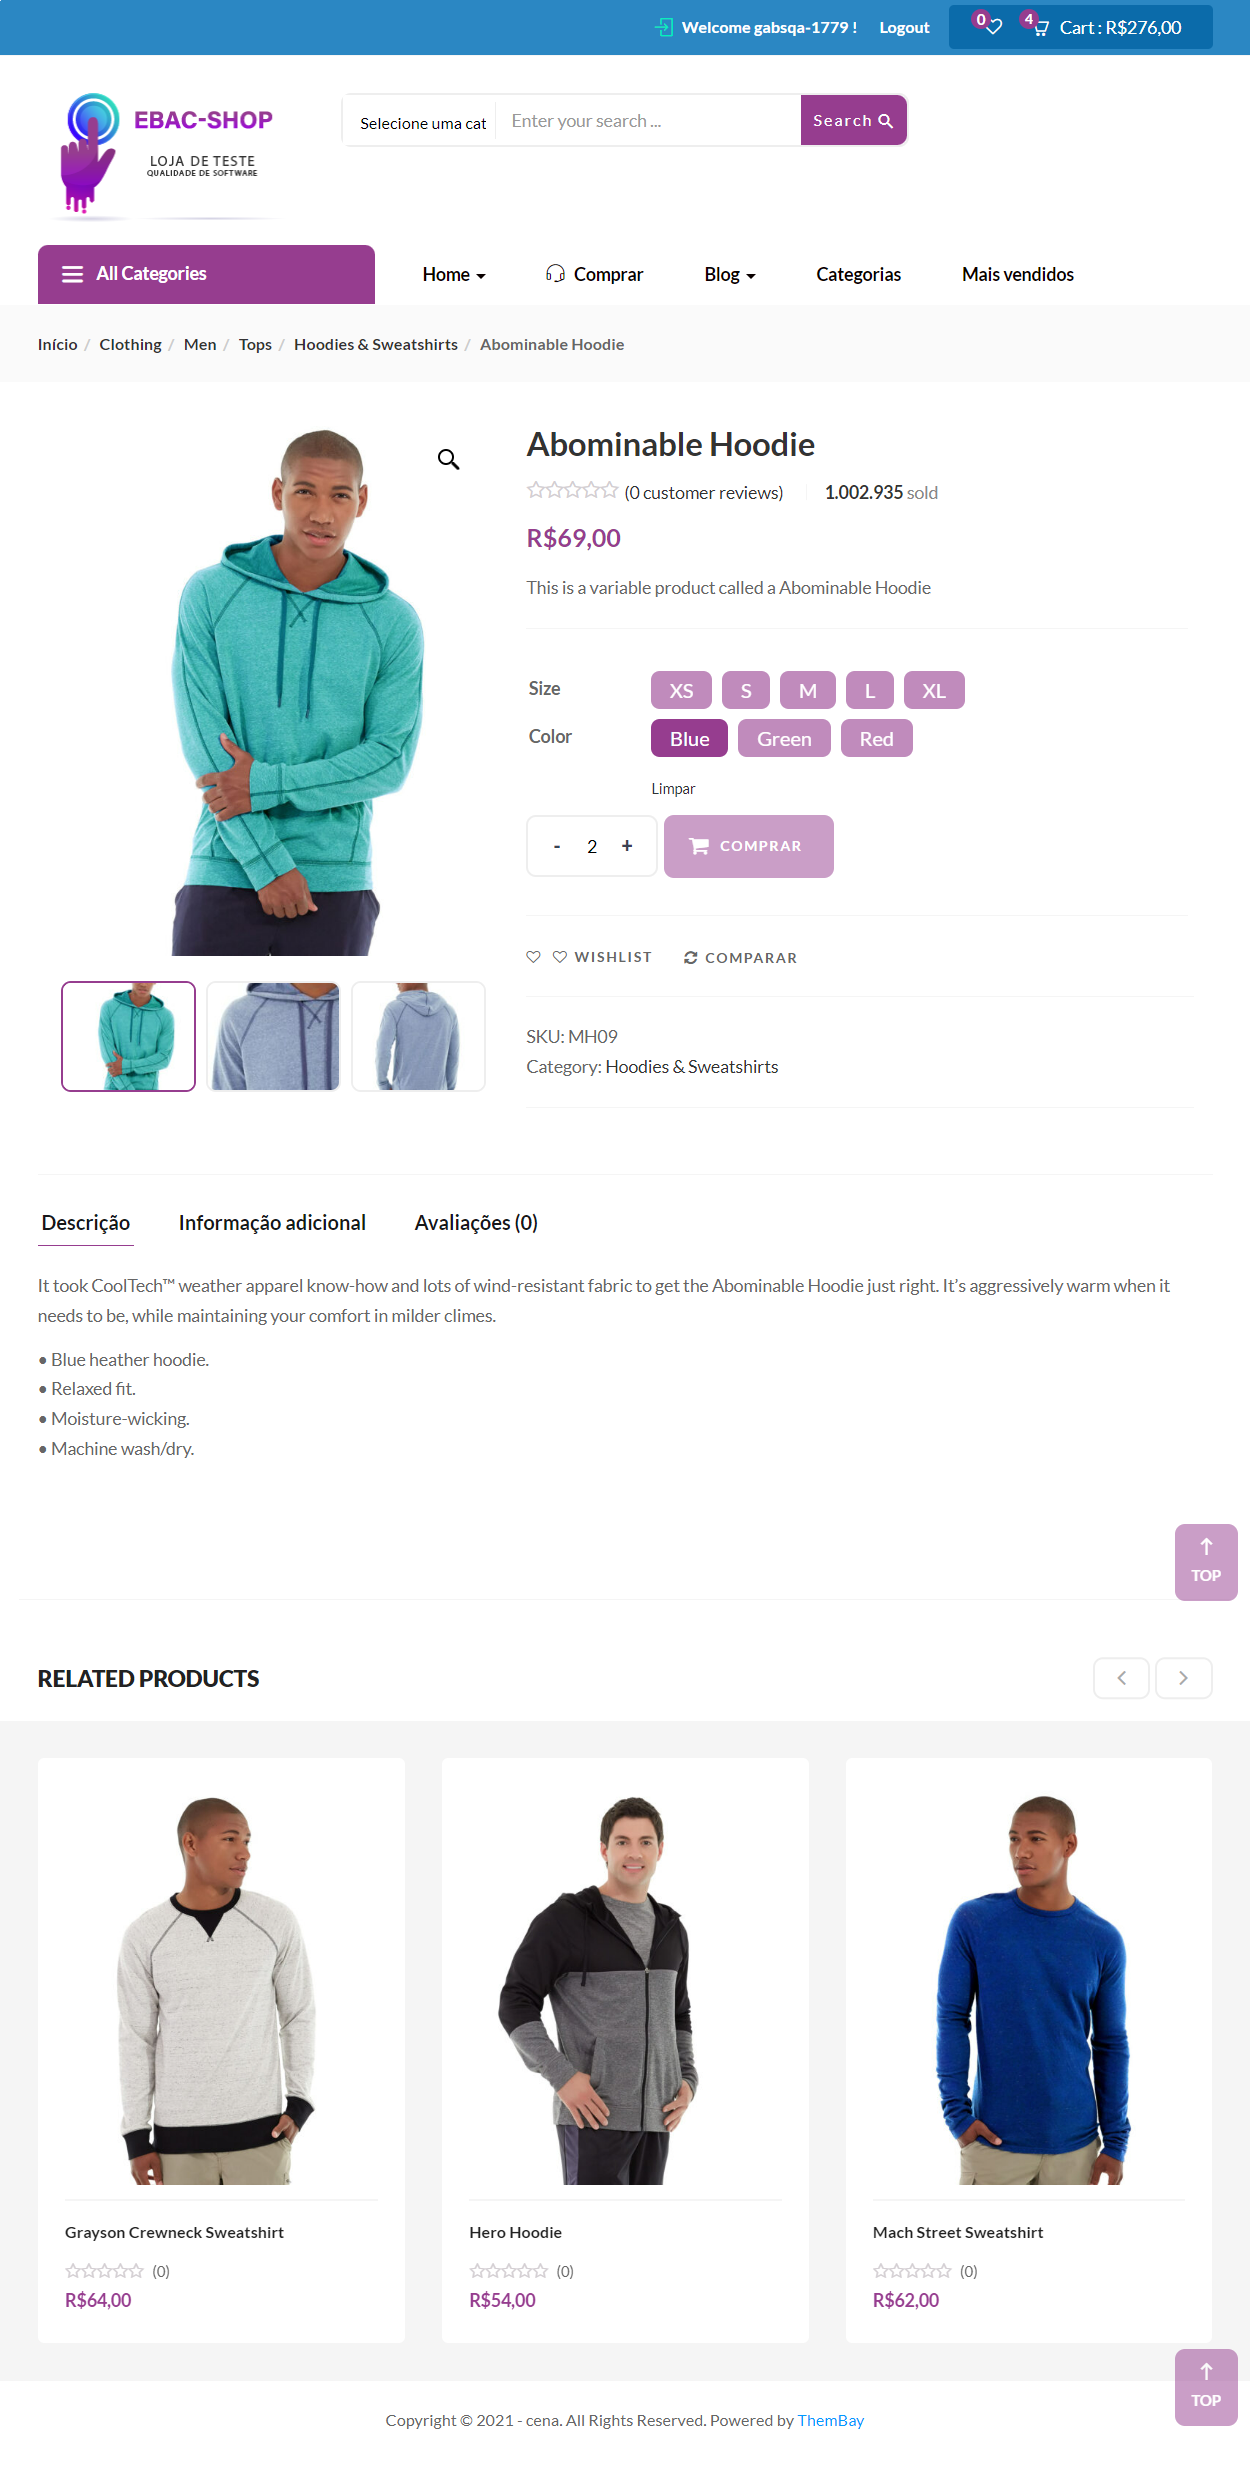 Welcome gabsqa-1779 !
Logout
0
4
Cart : R$276,00
EBAC-SHOP
LOJA DE TESTE
QUALIDADE DE SOFTWARE
Selecione uma cat
Enter your search ...
Search
All Categories
Home
Comprar
Blog
Categorias
Mais vendidos
Início / Clothing / Men / Tops / Hoodies & Sweatshirts / Abominable Hoodie
Abominable Hoodie
(0 customer reviews)
1.002.935 sold
R$69,00
This is a variable product called a Abominable Hoodie
Size
XS
S
M
L
XL
Color
Blue
Green
Red
Limpar
- 2 +
COMPRAR
WISHLIST
COMPARAR
SKU: MH09
Category: Hoodies & Sweatshirts
Descrição
Informação adicional
Avaliações (0)
It took CoolTech™ weather apparel know-how and lots of wind-resistant fabric to get the Abominable Hoodie just right. It’s aggressively warm when it
needs to be, while maintaining your comfort in milder climes.
• Blue heather hoodie.
• Relaxed fit.
• Moisture-wicking.
• Machine wash/dry.
TOP
RELATED PRODUCTS
Grayson Crewneck Sweatshirt
(0)
R$64,00
Hero Hoodie
(0)
R$54,00
Mach Street Sweatshirt
(0)
R$62,00
TOP
Copyright © 2021 - cena. All Rights Reserved. Powered by ThemBay